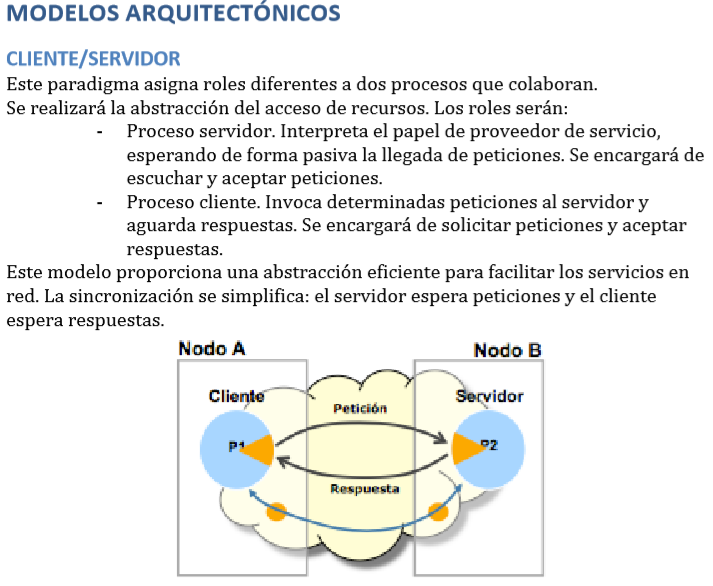 MODELOS ARQUITECTÓNICOS
CLIENTE/SERVIDOR
Este paradigma asigna roles diferentes a dos procesos que colaboran.
Se realizará la abstracción del acceso de recursos. Los roles serán:
- Proceso servidor. Interpreta el papel de proveedor de servicio,
esperando de forma pasiva la llegada de peticiones. Se encargará de
escuchar y aceptar peticiones.
- Proceso cliente. Invoca determinadas peticiones al servidor y
aguarda respuestas. Se encargará de solicitar peticiones y aceptar
respuestas.
Este modelo proporciona una abstracción eficiente para facilitar los servicios en
red. La sincronización se simplifica: el servidor espera peticiones y el cliente
espera respuestas.
Nodo A
Nodo B
Cliente
Servidor
Petición
P1
P2
Respuesta